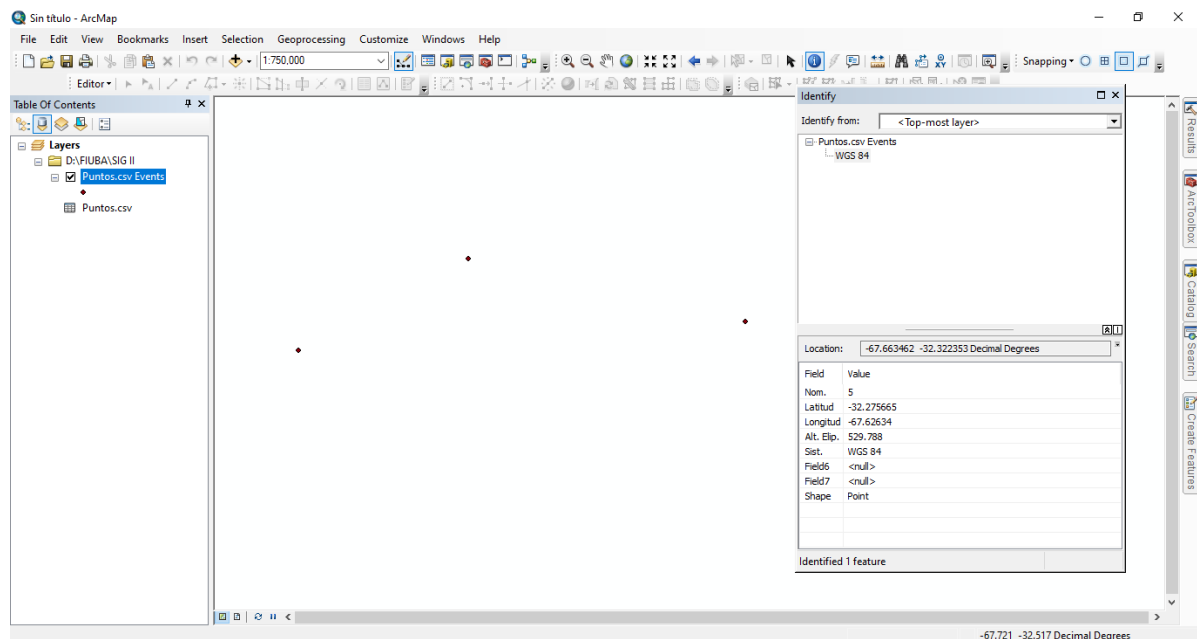 Sin título - ArcMap
File Edit View Bookmarks Insert Selection Geoprocessing Customize Windows Help
1:750,000
Snapping
Editor
Table Of Contents
Layers
D:\FIUBA\SIG II
Puntos.csv Events
Puntos.csv
Identify
Identify from: <Top-most layer>
Puntos.csv Events
WGS 84
Location: -67.663462 -32.322353 Decimal Degrees
Field Value
Nom. 5
Latitud -32.275665
Longitud -67.62634
Alt. Elip. 529.788
Sist. WGS 84
Field6 <null>
Field7 <null>
Shape Point
Identified 1 feature
Results
ArcToolbox
Catalog
Search
Create Features
-67.721 -32.517 Decimal Degrees